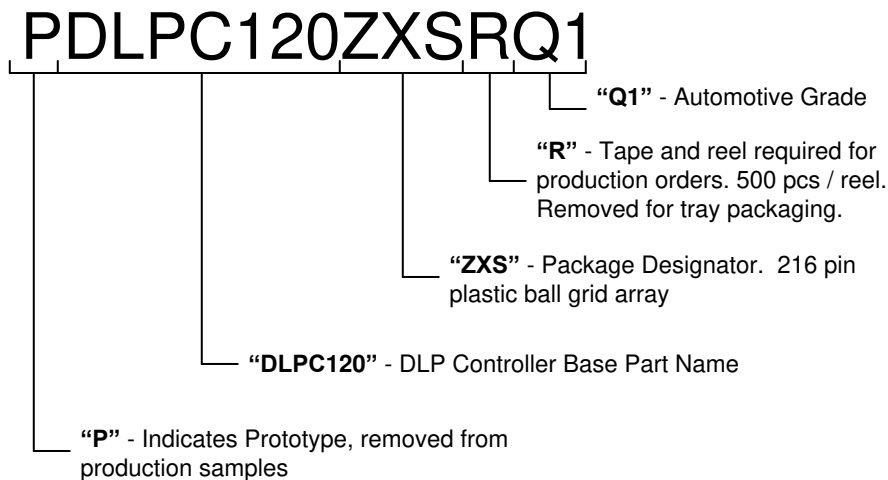 PDLPC120ZXSRQ1
“Q1” - Automotive Grade
“R” - Tape and reel required for
production orders. 500 pcs / reel.
Removed for tray packaging.
“ZXS” - Package Designator. 216 pin
plastic ball grid array
“DLPC120” - DLP Controller Base Part Name
“P” - Indicates Prototype, removed from
production samples